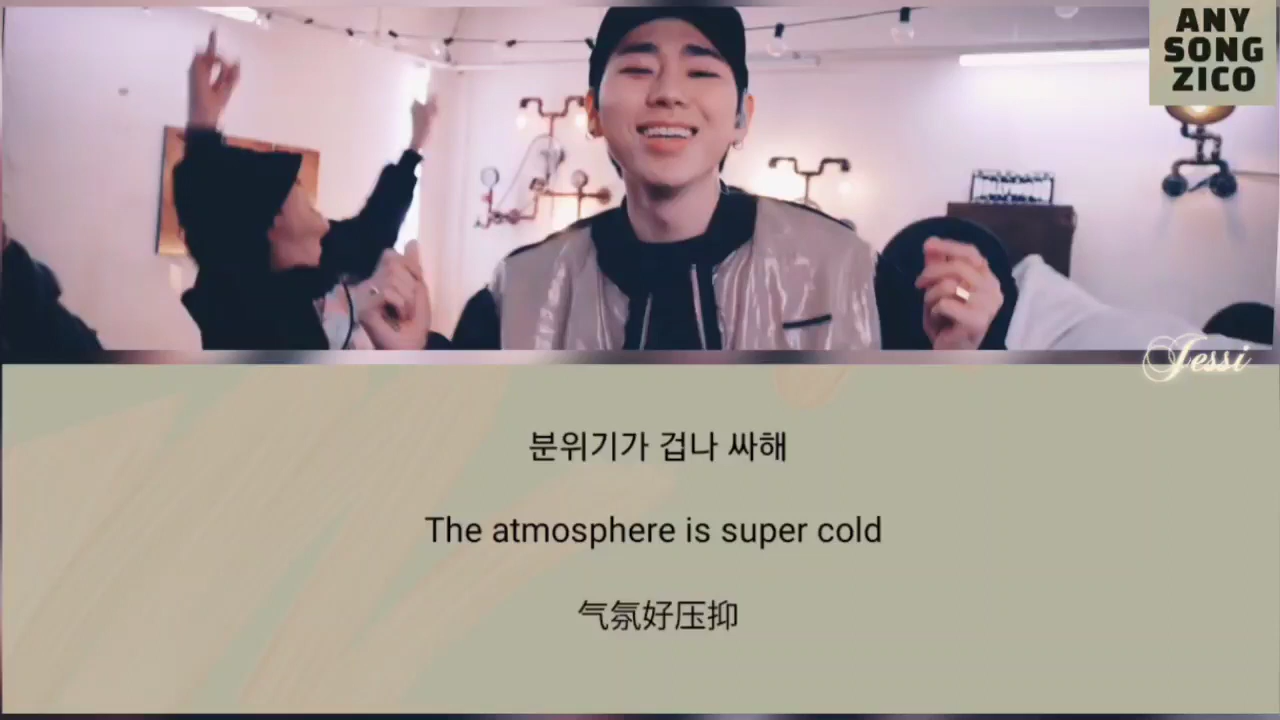 ANY
SONG
ZICO
Jessi
분위기가 겁나 싸해
The atmosphere is super cold
气氛好压抑